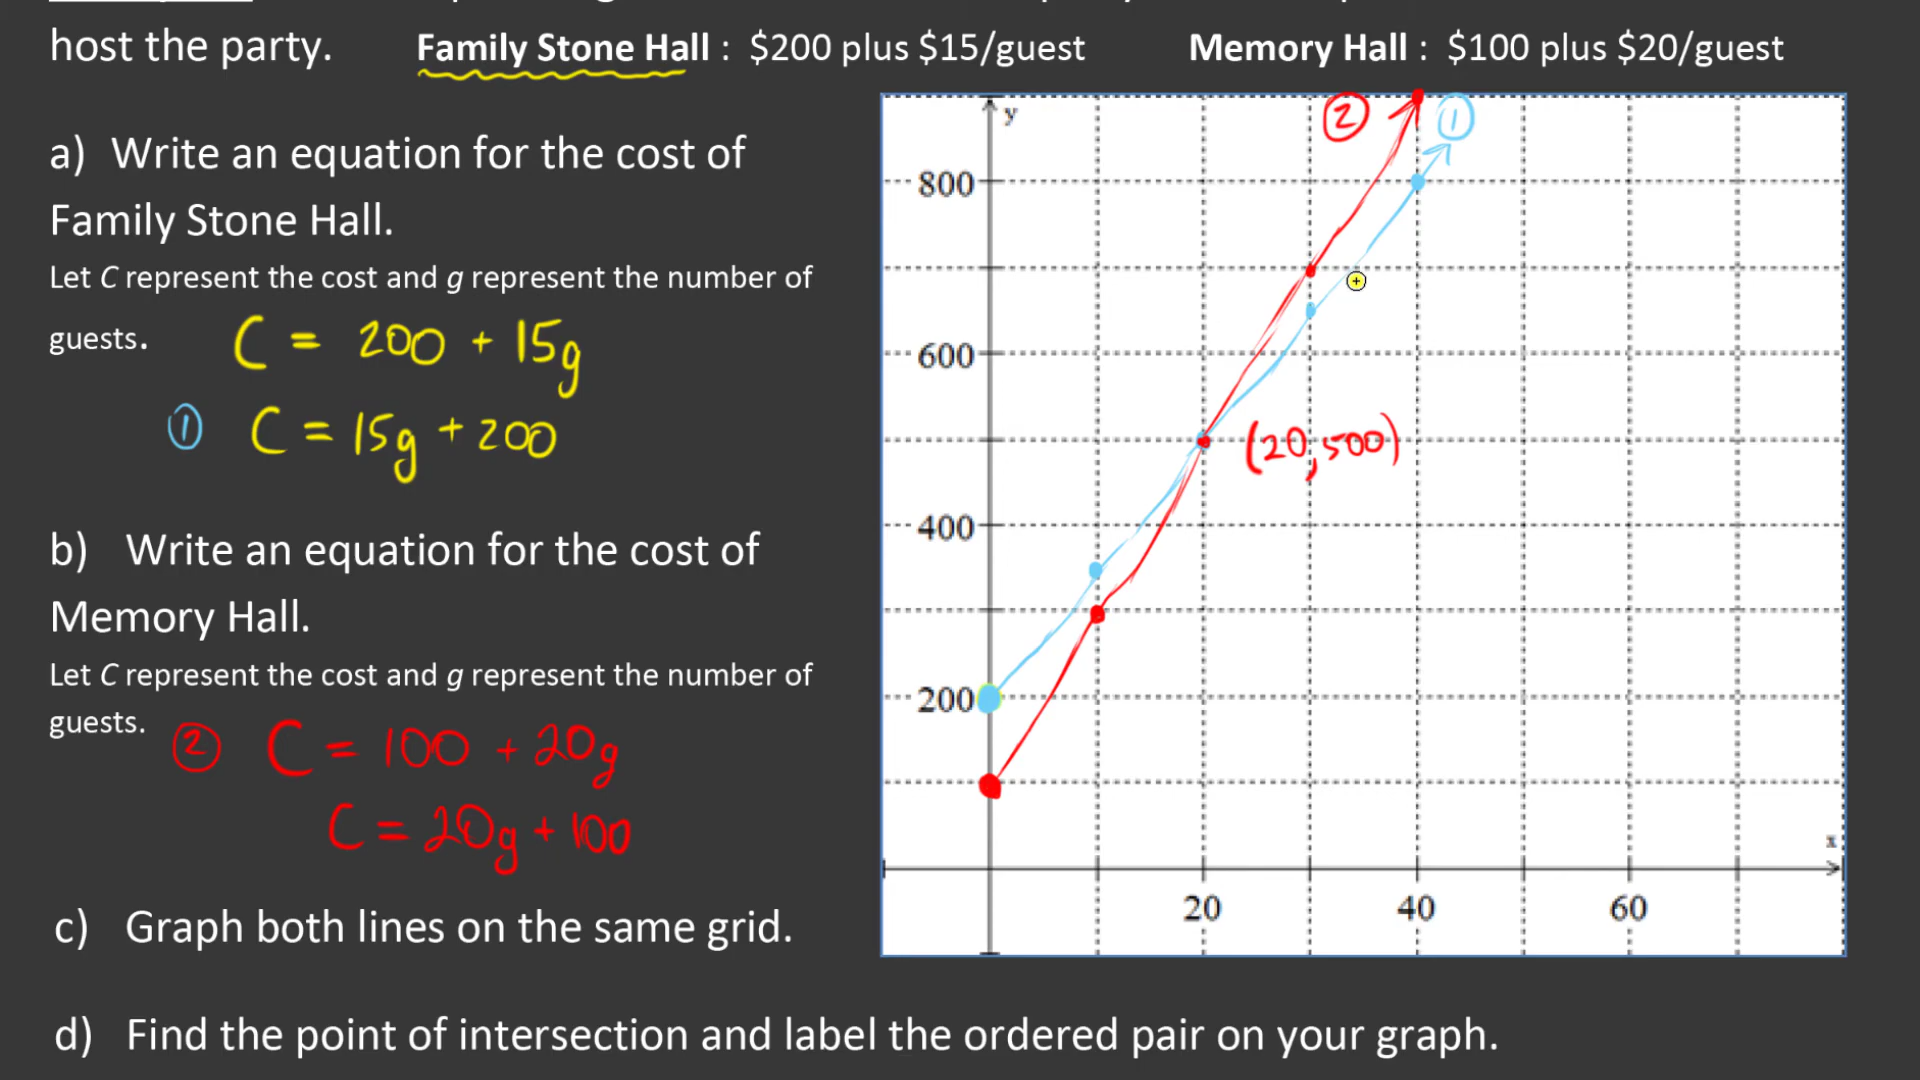 host the party. Family Stone Hall : $200 plus $15/guest Memory Hall : $100 plus $20/guest
a) Write an equation for the cost of
Family Stone Hall.
Let C represent the cost and g represent the number of
guests.
C = 200 + 15g
① C = 15g + 200
b) Write an equation for the cost of
Memory Hall.
Let C represent the cost and g represent the number of
guests.
② C = 100 + 20g
C = 20g + 100
c) Graph both lines on the same grid.
d) Find the point of intersection and label the ordered pair on your graph.
y
② ①
800
600
(20,500)
400
200
x
20 40 60